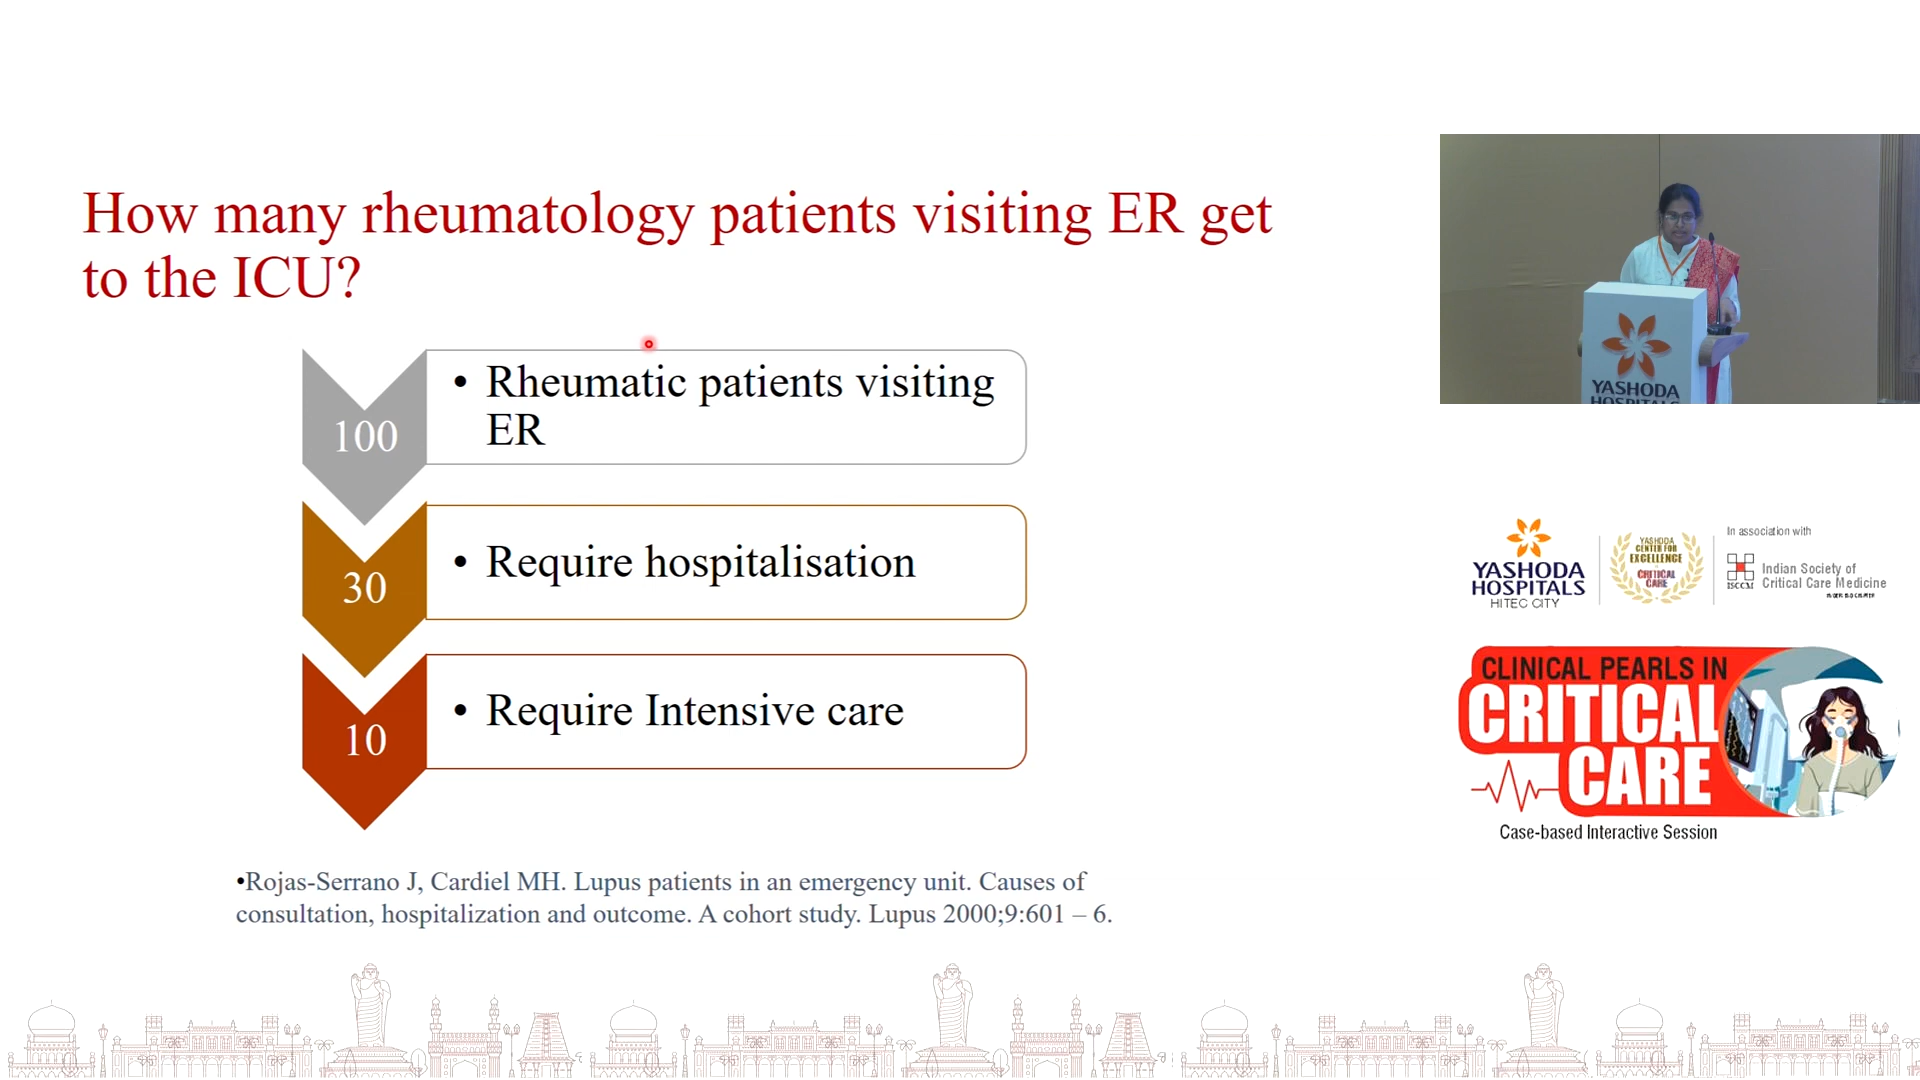 How many rheumatology patients visiting ER get
to the ICU?
100
• Rheumatic patients visiting
ER
30
• Require hospitalisation
10
• Require Intensive care
•Rojas-Serrano J, Cardiel MH. Lupus patients in an emergency unit. Causes of
consultation, hospitalization and outcome. A cohort study. Lupus 2000;9:601 – 6.
YASHODA
HOSPITALS
YASHODA
HOSPITALS
HITEC CITY
YASHODA
CENTER FOR
EXCELLENCE
CRITICAL
CARE
In association with
ISCCM
Indian Society of
Critical Care Medicine
CLINICAL PEARLS IN
CRITICAL
CARE
Case-based Interactive Session